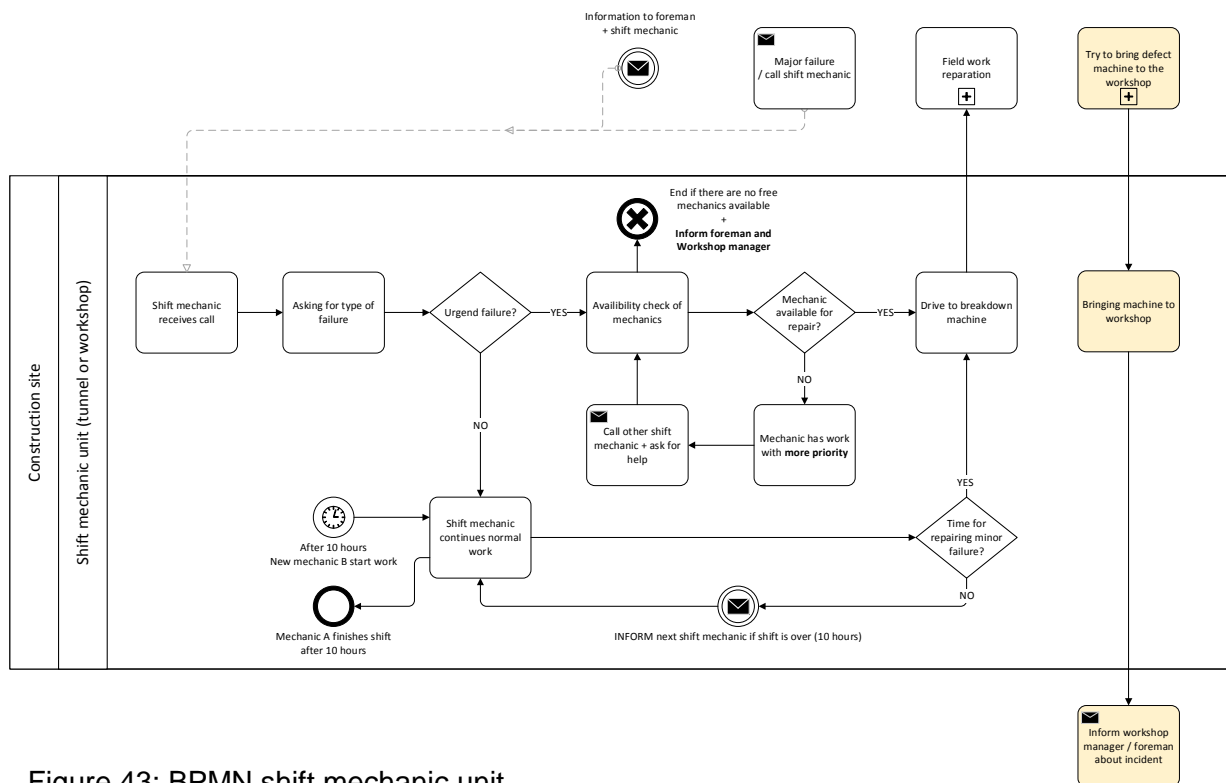 Information to foreman
+ shift mechanic
Major failure
/ call shift mechanic
Field work
reparation
Try to bring defect
machine to the
workshop
Construction site
Shift mechanic unit (tunnel or workshop)
End if there are no free
mechanics available
+
Inform foreman and
Workshop manager
Shift mechanic
receives call
Asking for type of
failure
Urgend failure?
YES
Availibility check of
mechanics
Mechanic
available for
repair?
YES
Drive to breakdown
machine
Bringing machine to
workshop
NO
NO
Call other shift
mechanic + ask for
help
Mechanic has work
with more priority
YES
After 10 hours
New mechanic B start work
Shift mechanic
continues normal
work
Time for
repairing minor
failure?
NO
Mechanic A finishes shift
after 10 hours
INFORM next shift mechanic if shift is over (10 hours)
Inform workshop
manager / foreman
about incident
Figure 43: BPMN shift mechanic unit